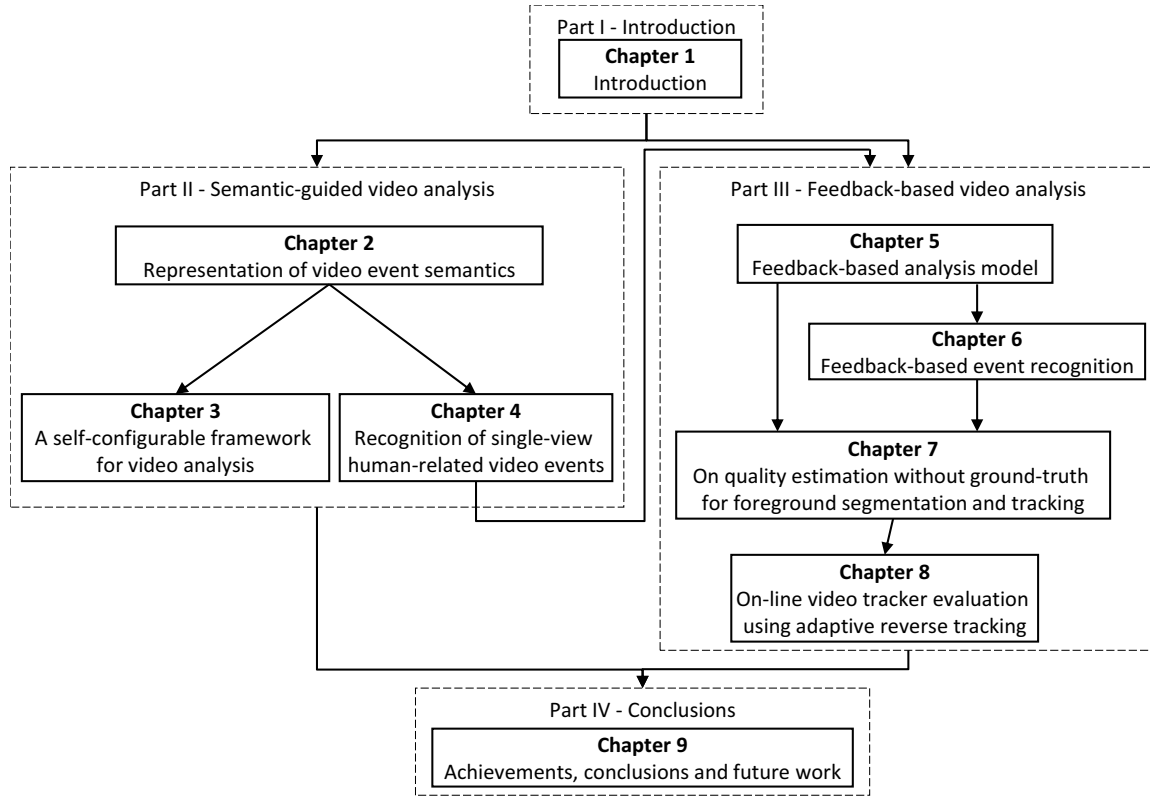 Part I - Introduction
Chapter 1
Introduction
Part II - Semantic-guided video analysis
Chapter 2
Representation of video event semantics
Chapter 3
A self-configurable framework
for video analysis
Chapter 4
Recognition of single-view
human-related video events
Part III - Feedback-based video analysis
Chapter 5
Feedback-based analysis model
Chapter 6
Feedback-based event recognition
Chapter 7
On quality estimation without ground-truth
for foreground segmentation and tracking
Chapter 8
On-line video tracker evaluation
using adaptive reverse tracking
Part IV - Conclusions
Chapter 9
Achievements, conclusions and future work